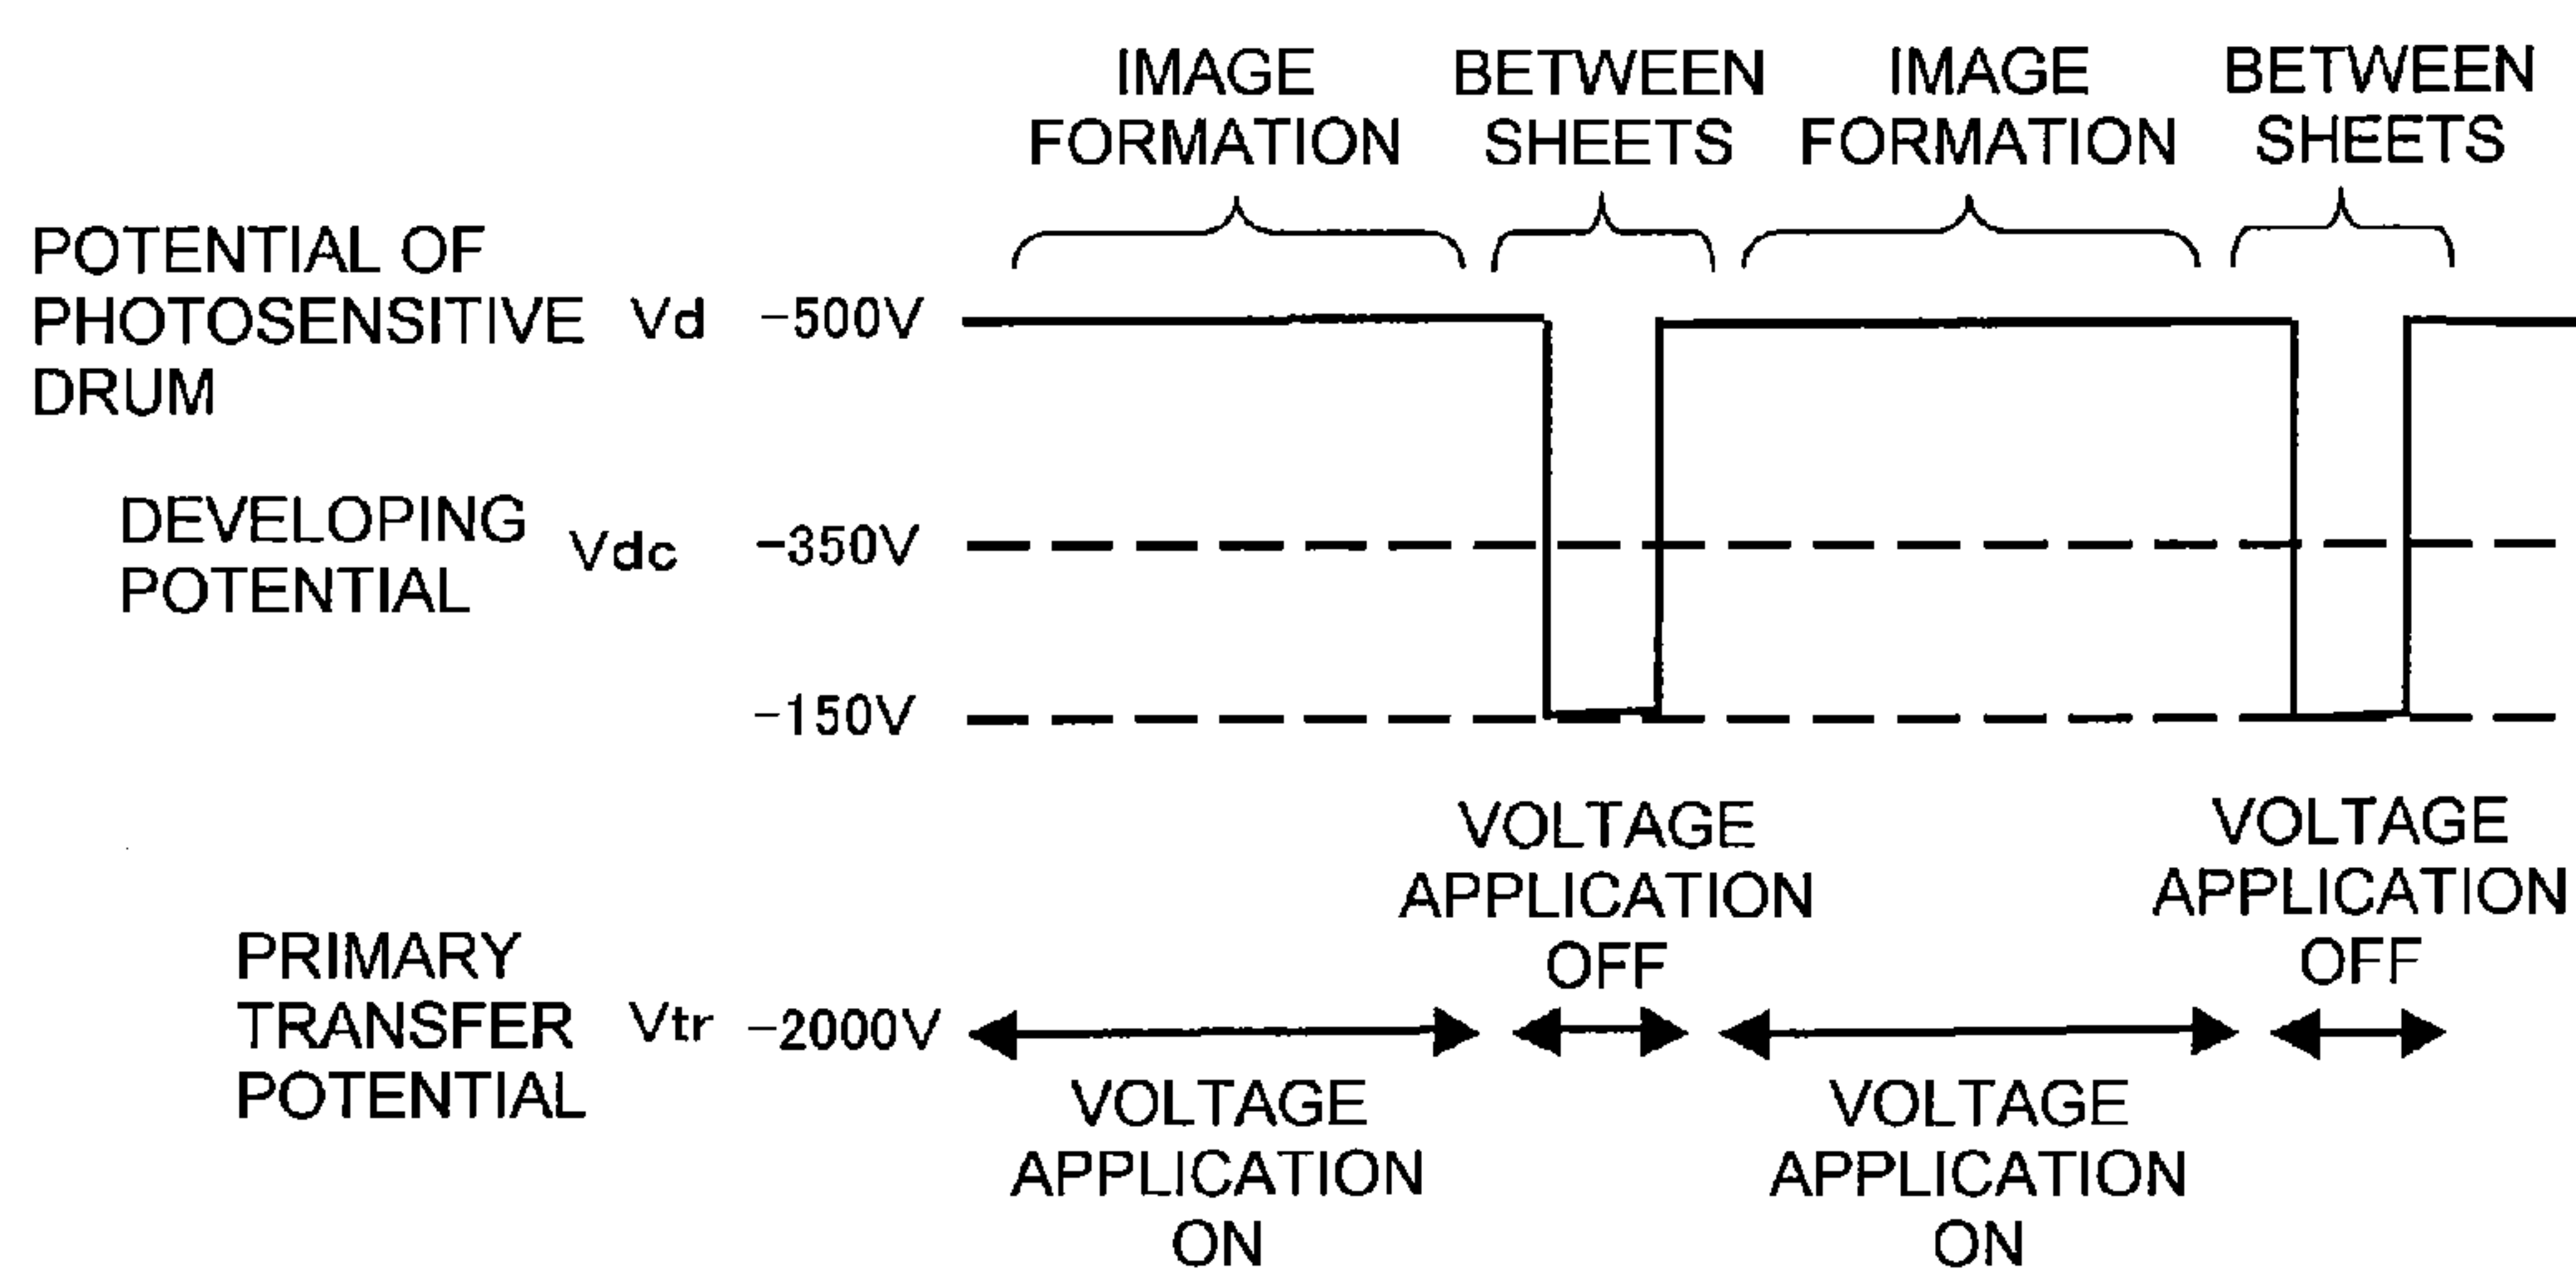 IMAGE FORMATION
BETWEEN SHEETS
IMAGE FORMATION
BETWEEN SHEETS
POTENTIAL OF
PHOTOSENSITIVE Vd -500V
DRUM
DEVELOPING
POTENTIAL
Vdc -350V
-150V
VOLTAGE
APPLICATION
OFF
VOLTAGE
APPLICATION
OFF
PRIMARY
TRANSFER Vtr -2000V
POTENTIAL
VOLTAGE
APPLICATION
ON
VOLTAGE
APPLICATION
ON